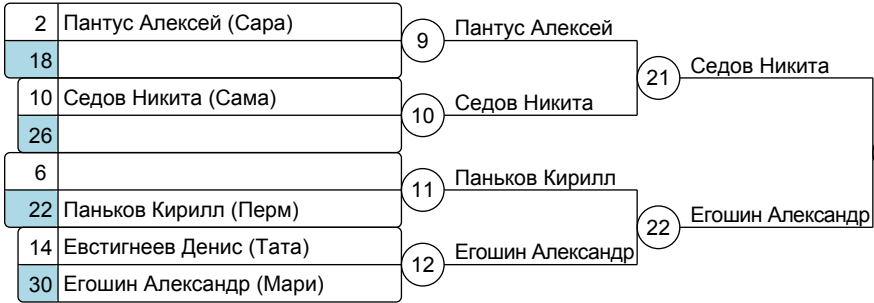 2 Пантус Алексей (Сара)
18
9 Пантус Алексей
10 Седов Никита (Сама)
26
10 Седов Никита
21 Седов Никита
6
22 Паньков Кирилл (Перм)
11 Паньков Кирилл
14 Евстигнеев Денис (Тата)
30 Егошин Александр (Мари)
12 Егошин Александр
22 Егошин Александр